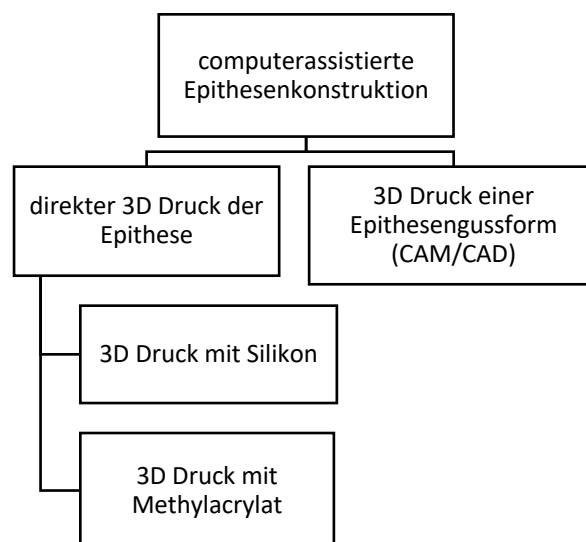 computerassistierte
Epithesenkonstruktion
direkter 3D Druck der
Epithese
3D Druck einer
Epithesengussform
(CAM/CAD)
3D Druck mit Silikon
3D Druck mit
Methylacrylat